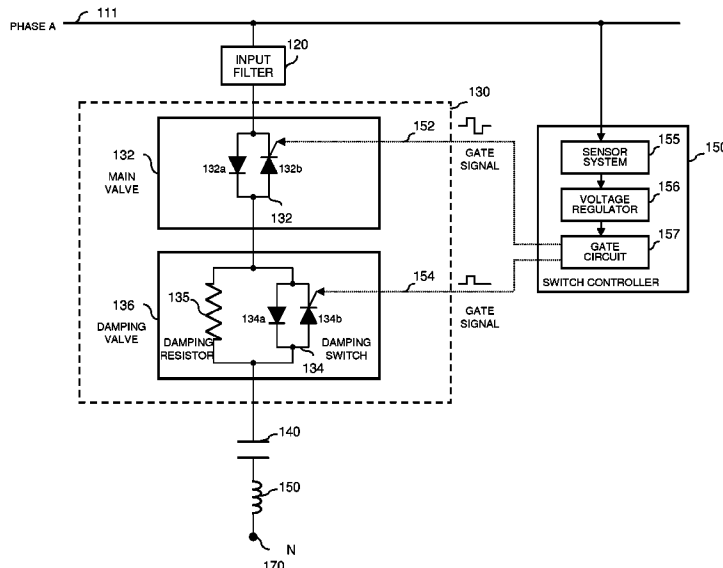 PHASE A
111
INPUT
FILTER
120
130
132
MAIN
VALVE
132a
132b
132
152
GATE
SIGNAL
SENSOR
SYSTEM
155
150
VOLTAGE
REGULATOR
156
GATE
CIRCUIT
157
SWITCH CONTROLLER
136
DAMPING
VALVE
135
DAMPING
RESISTOR
134a
134b
DAMPING
SWITCH
134
154
GATE
SIGNAL
140
150
N
170